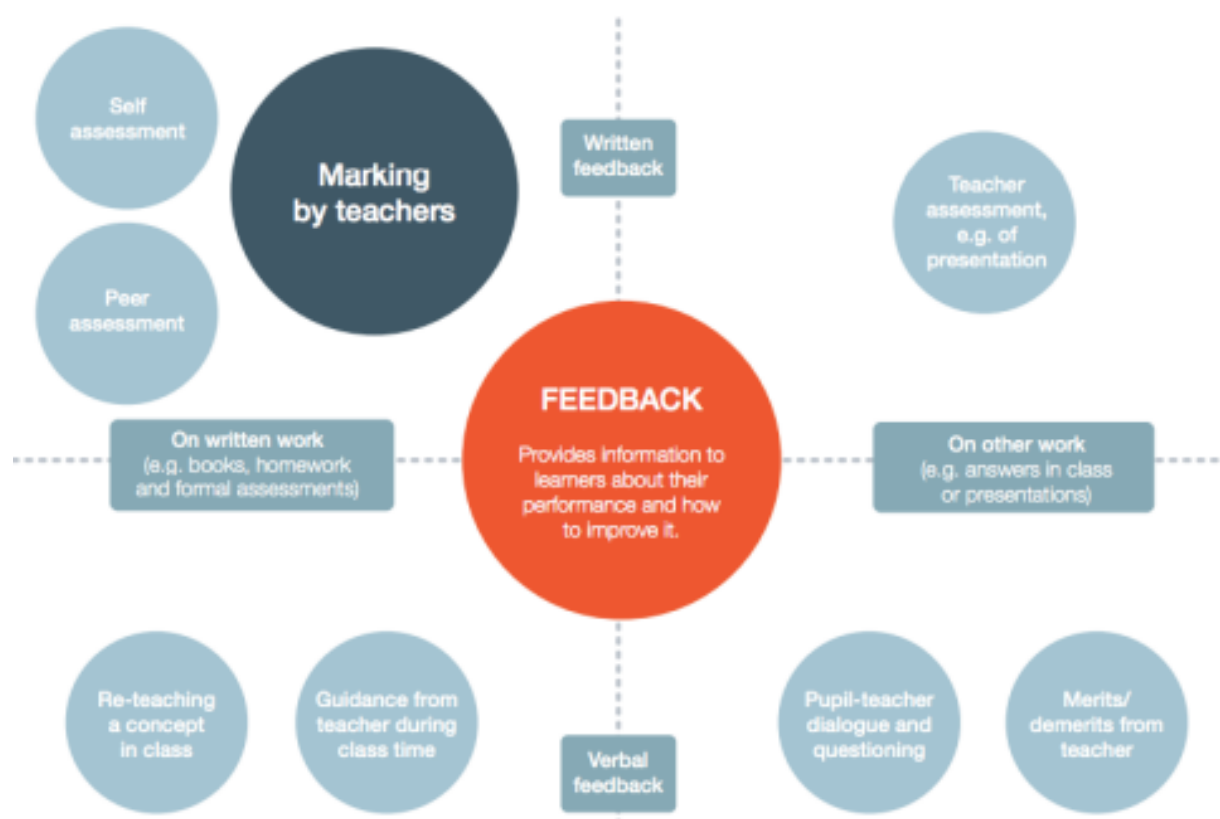 Self
assessment
Marking
by teachers
Written
feedback
Teacher
assessment,
e.g. of
presentation
Peer
assessment
FEEDBACK
Provides information to
learners about their
performance and how
to improve it.
On written work
(e.g. books, homework
and formal assessments)
On other work
(e.g. answers in class
or presentations)
Re-teaching
a concept
in class
Guidance from
teacher during
class time
Pupil-teacher
dialogue and
questioning
Merits/
demerits from
teacher
Verbal
feedback